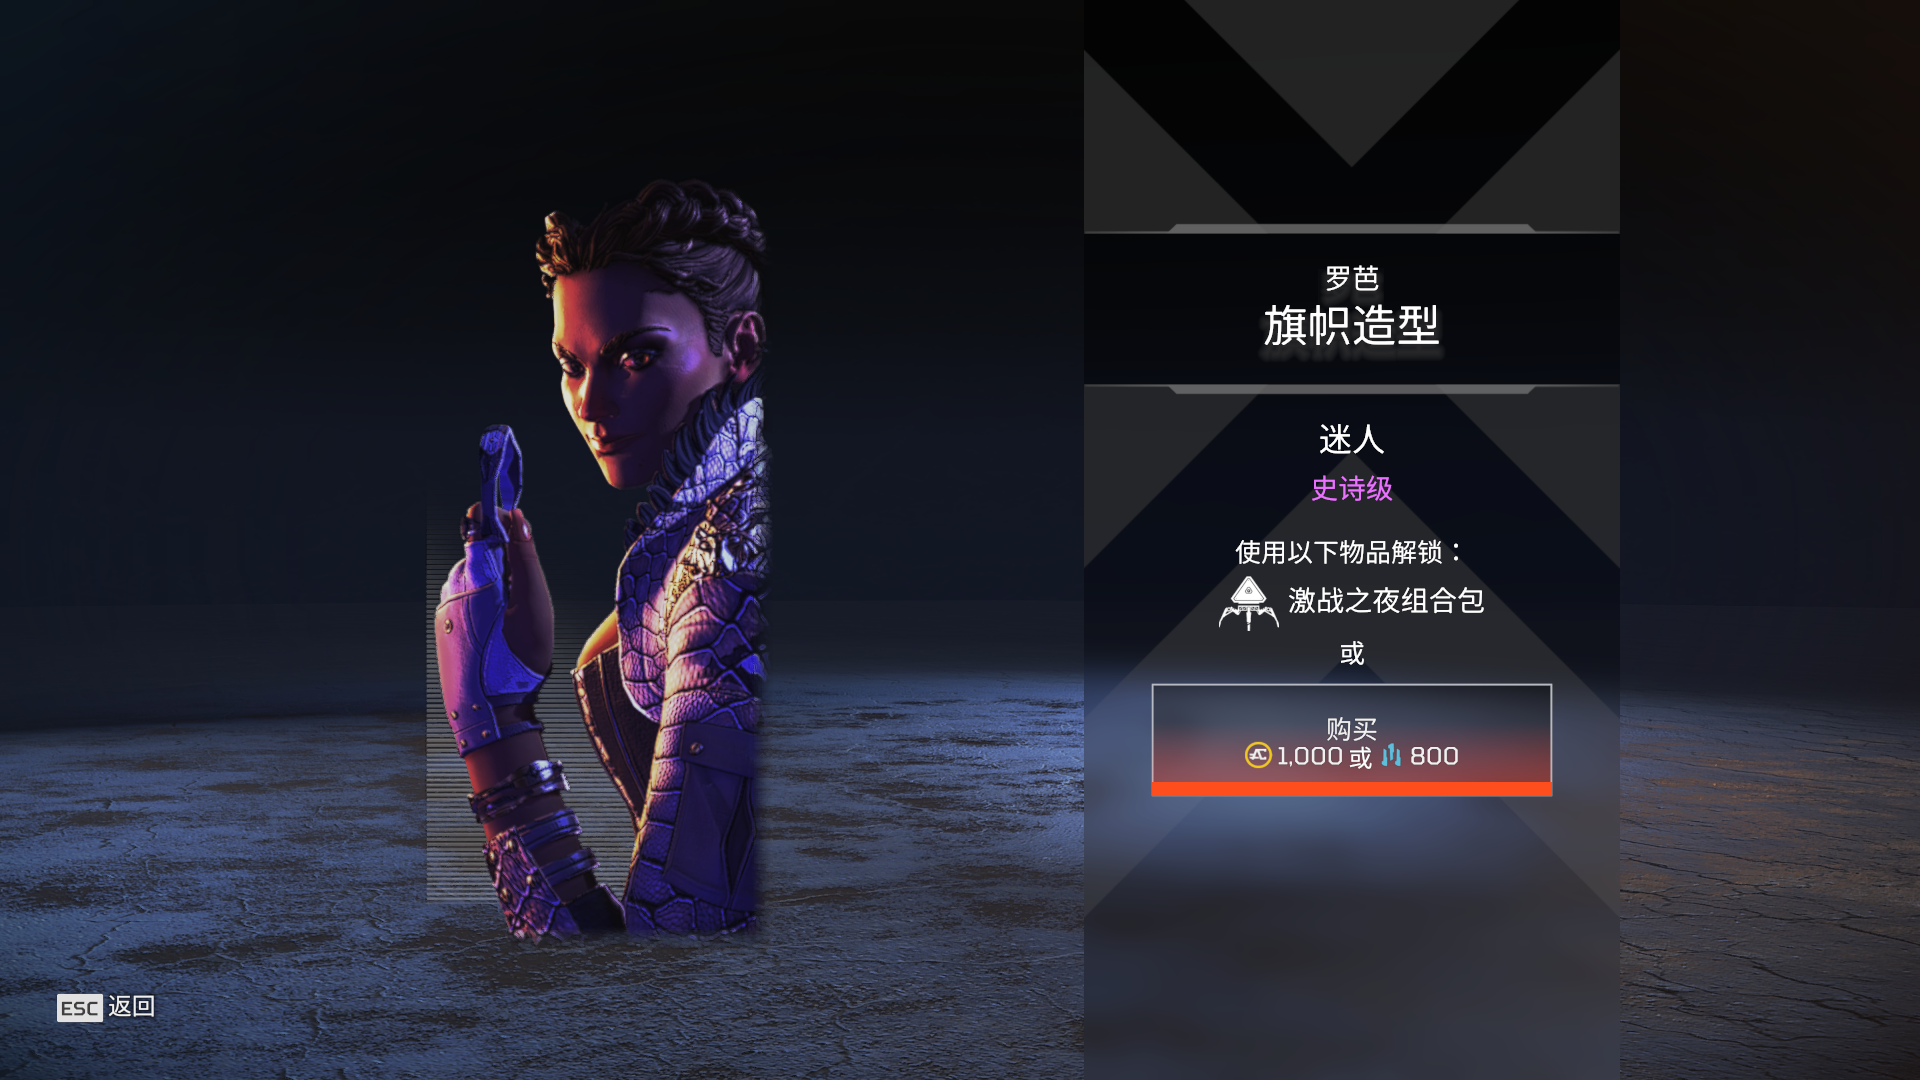 罗芭
旗帜造型
迷人
史诗级
使用以下物品解锁：
激战之夜组合包
或
购买
1,000 或 800
ESC 返回